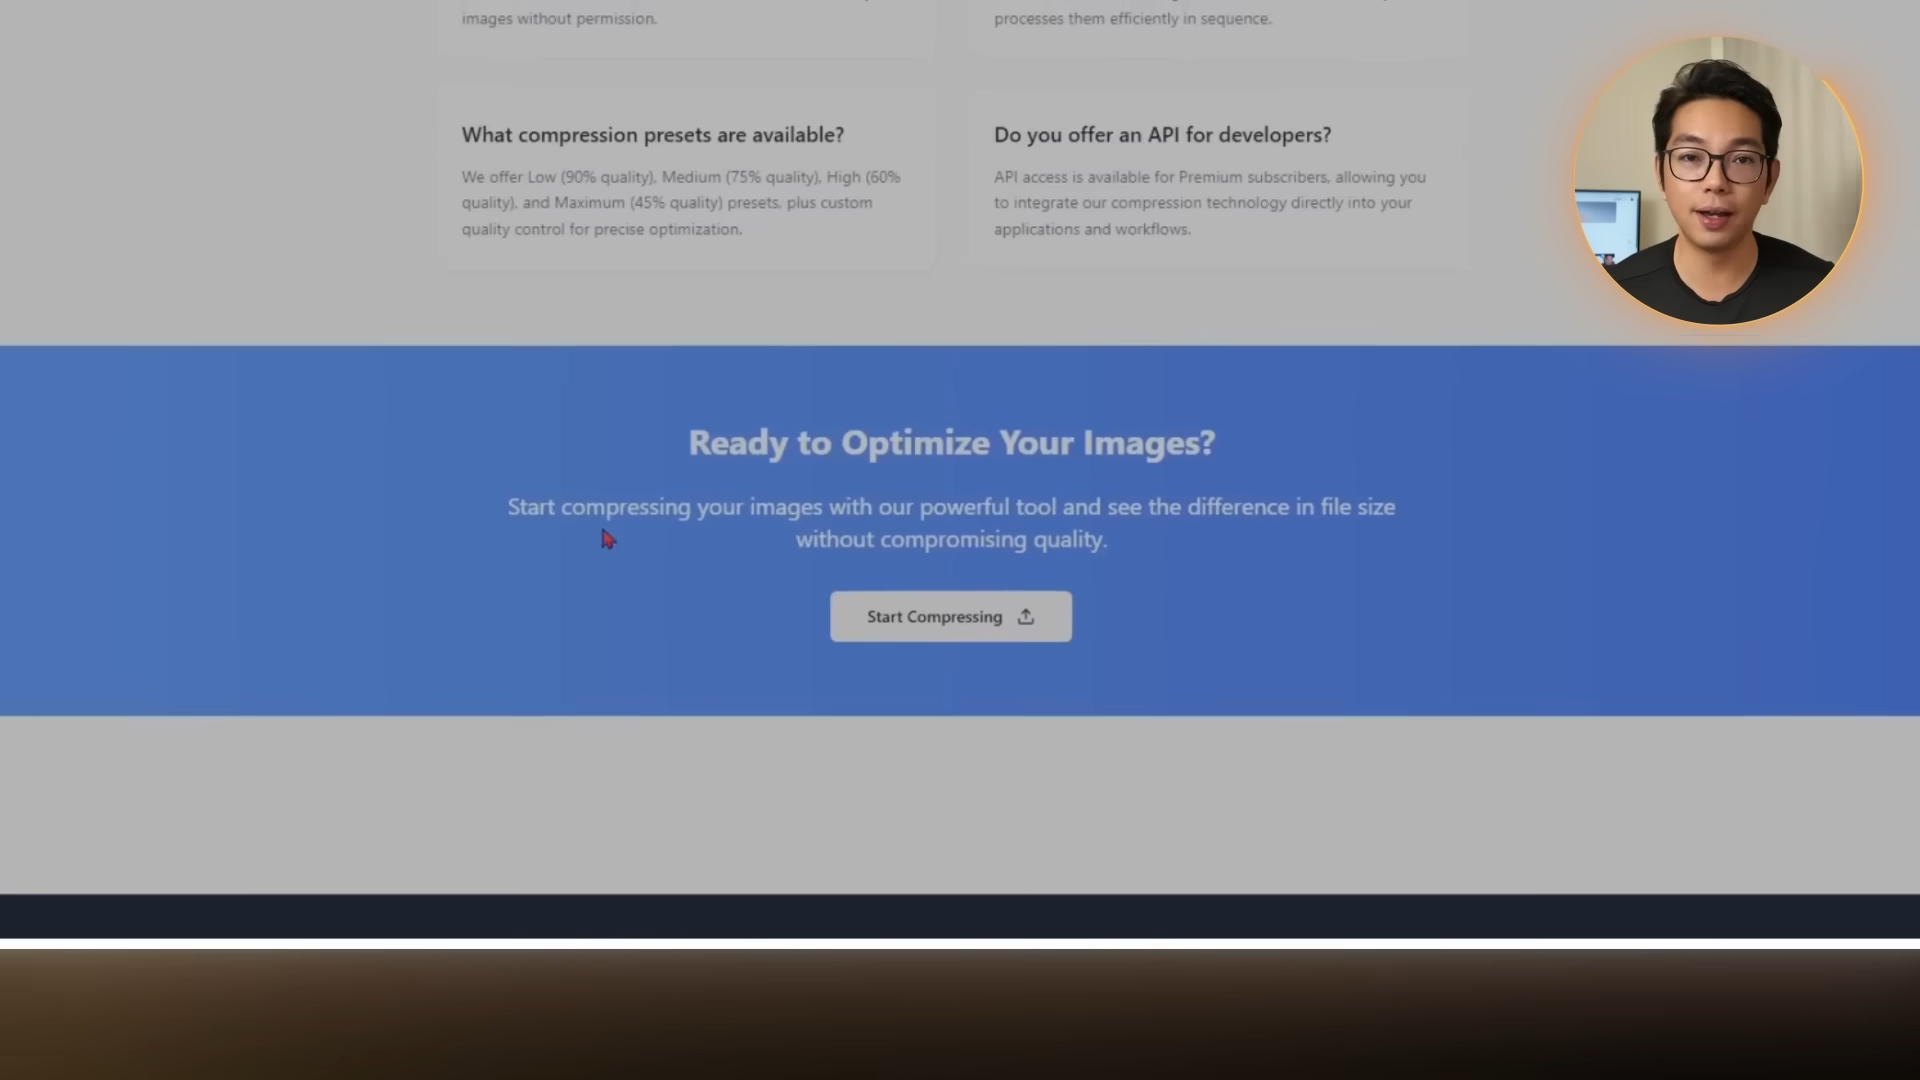 images without permission.
processes them efficiently in sequence.
What compression presets are available?
We offer Low (90% quality), Medium (75% quality), High (60%
quality), and Maximum (45% quality) presets, plus custom
quality control for precise optimization.
Do you offer an API for developers?
API access is available for Premium subscribers, allowing you
to integrate our compression technology directly into your
applications and workflows.
Ready to Optimize Your Images?
Start compressing your images with our powerful tool and see the difference in file size
without compromising quality.
Start Compressing